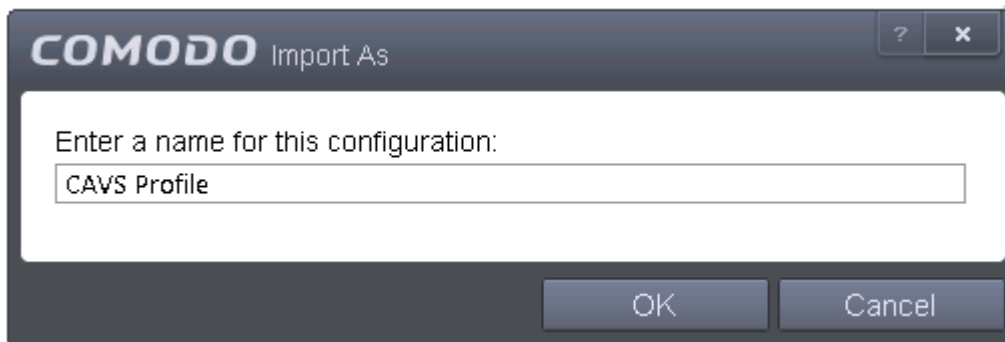 COMODO Import As ? x
Enter a name for this configuration:
CAVS Profile
OK Cancel